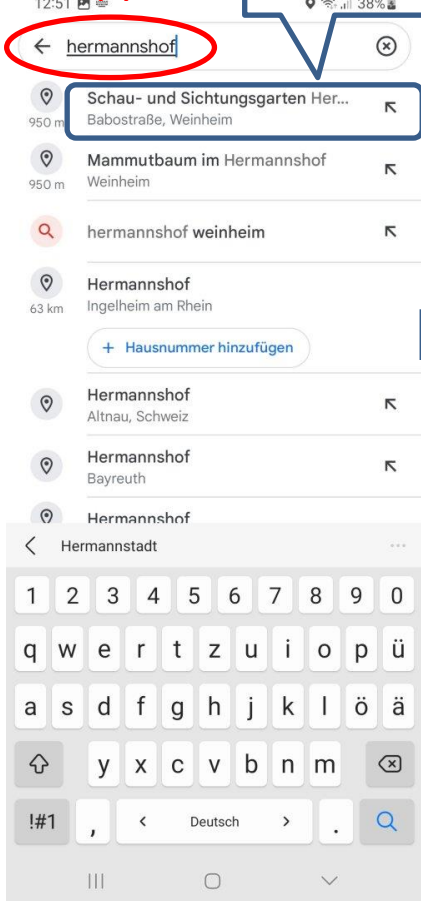 12:51 38%
hermannshof
Schau- und Sichtungsgarten Her...
950 m Babostraße, Weinheim
Mammutbaum im Hermannshof
950 m Weinheim
hermannshof weinheim
Hermannshof
63 km Ingelheim am Rhein
+ Hausnummer hinzufügen
Hermannshof
Altnau, Schweiz
Hermannshof
Bayreuth
Hermannshof
Hermannstadt ...
1 2 3 4 5 6 7 8 9 0
q w e r t z u i o p ü
a s d f g h j k l ö ä
y x c v b n m
!#1 , < Deutsch > .